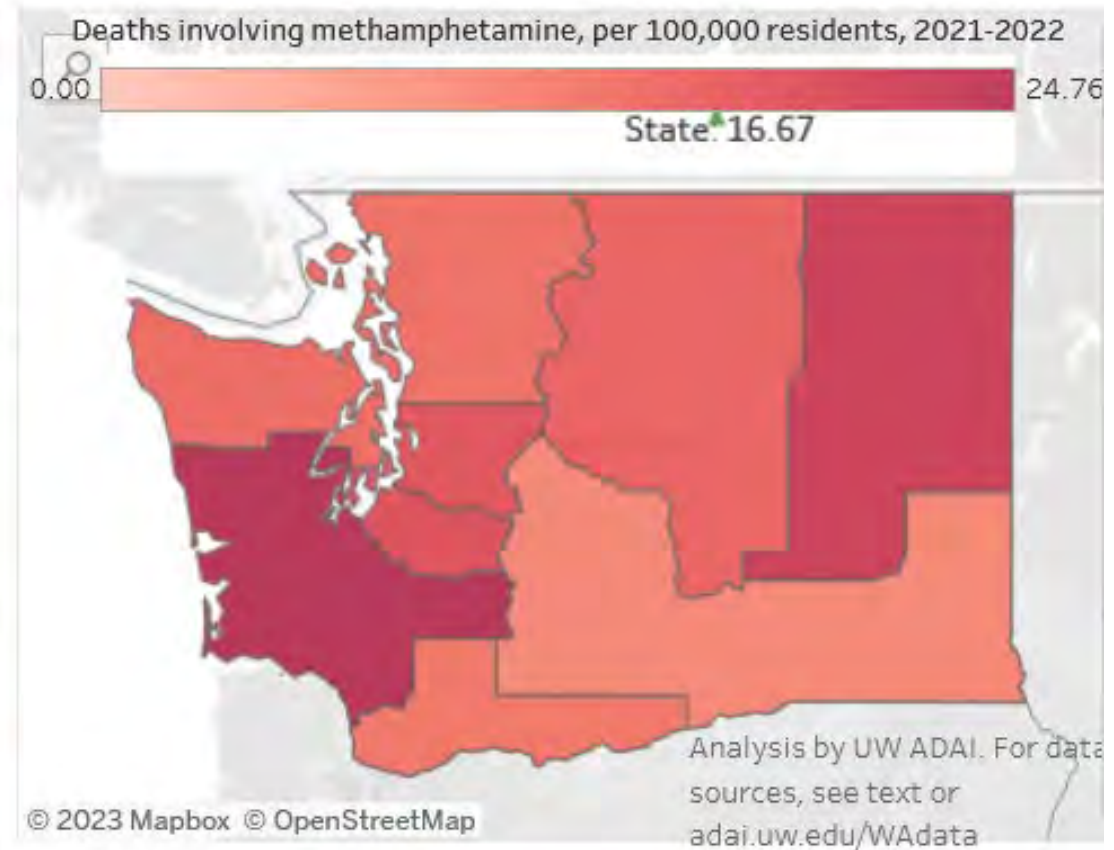 Deaths involving methamphetamine, per 100,000 residents, 2021-2022
0.00
24.76
State: 16.67
Analysis by UW ADAI. For data
sources, see text or
adai.uw.edu/WAdata
© 2023 Mapbox © OpenStreetMap